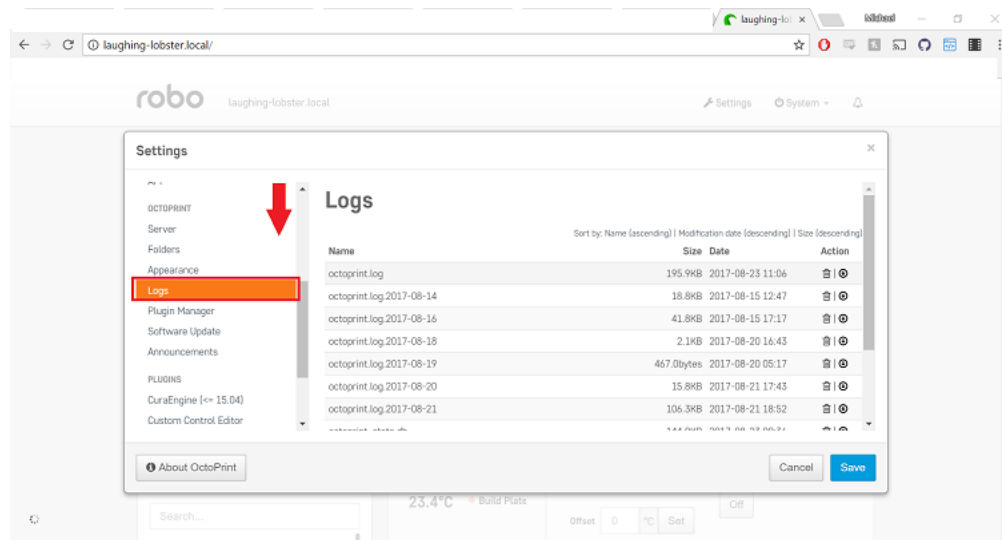 laughing-lol
Michael
laughing-lobster.local/
robo
laughing-lobster.local
Settings
System
Settings
OCTOPRINT
Server
Folders
Appearance
Logs
Plugin Manager
Software Update
Announcements
PLUGINS
CuraEngine (<= 15.04)
Custom Control Editor
Logs
Sort by: Name (ascending) | Modification date (descending) | Size (descending)
Name Size Date Action
octoprint.log 195.9KB 2017-08-23 11:06
octoprint.log.2017-08-14 18.8KB 2017-08-15 12:47
octoprint.log.2017-08-16 41.8KB 2017-08-15 17:17
octoprint.log.2017-08-18 2.1KB 2017-08-20 16:43
octoprint.log.2017-08-19 467.0bytes 2017-08-20 05:17
octoprint.log.2017-08-20 15.8KB 2017-08-21 17:43
octoprint.log.2017-08-21 106.3KB 2017-08-21 18:52
About OctoPrint
Cancel
Save
23.4°C Build Plate
Search...
Offset 0 °C Set
Off